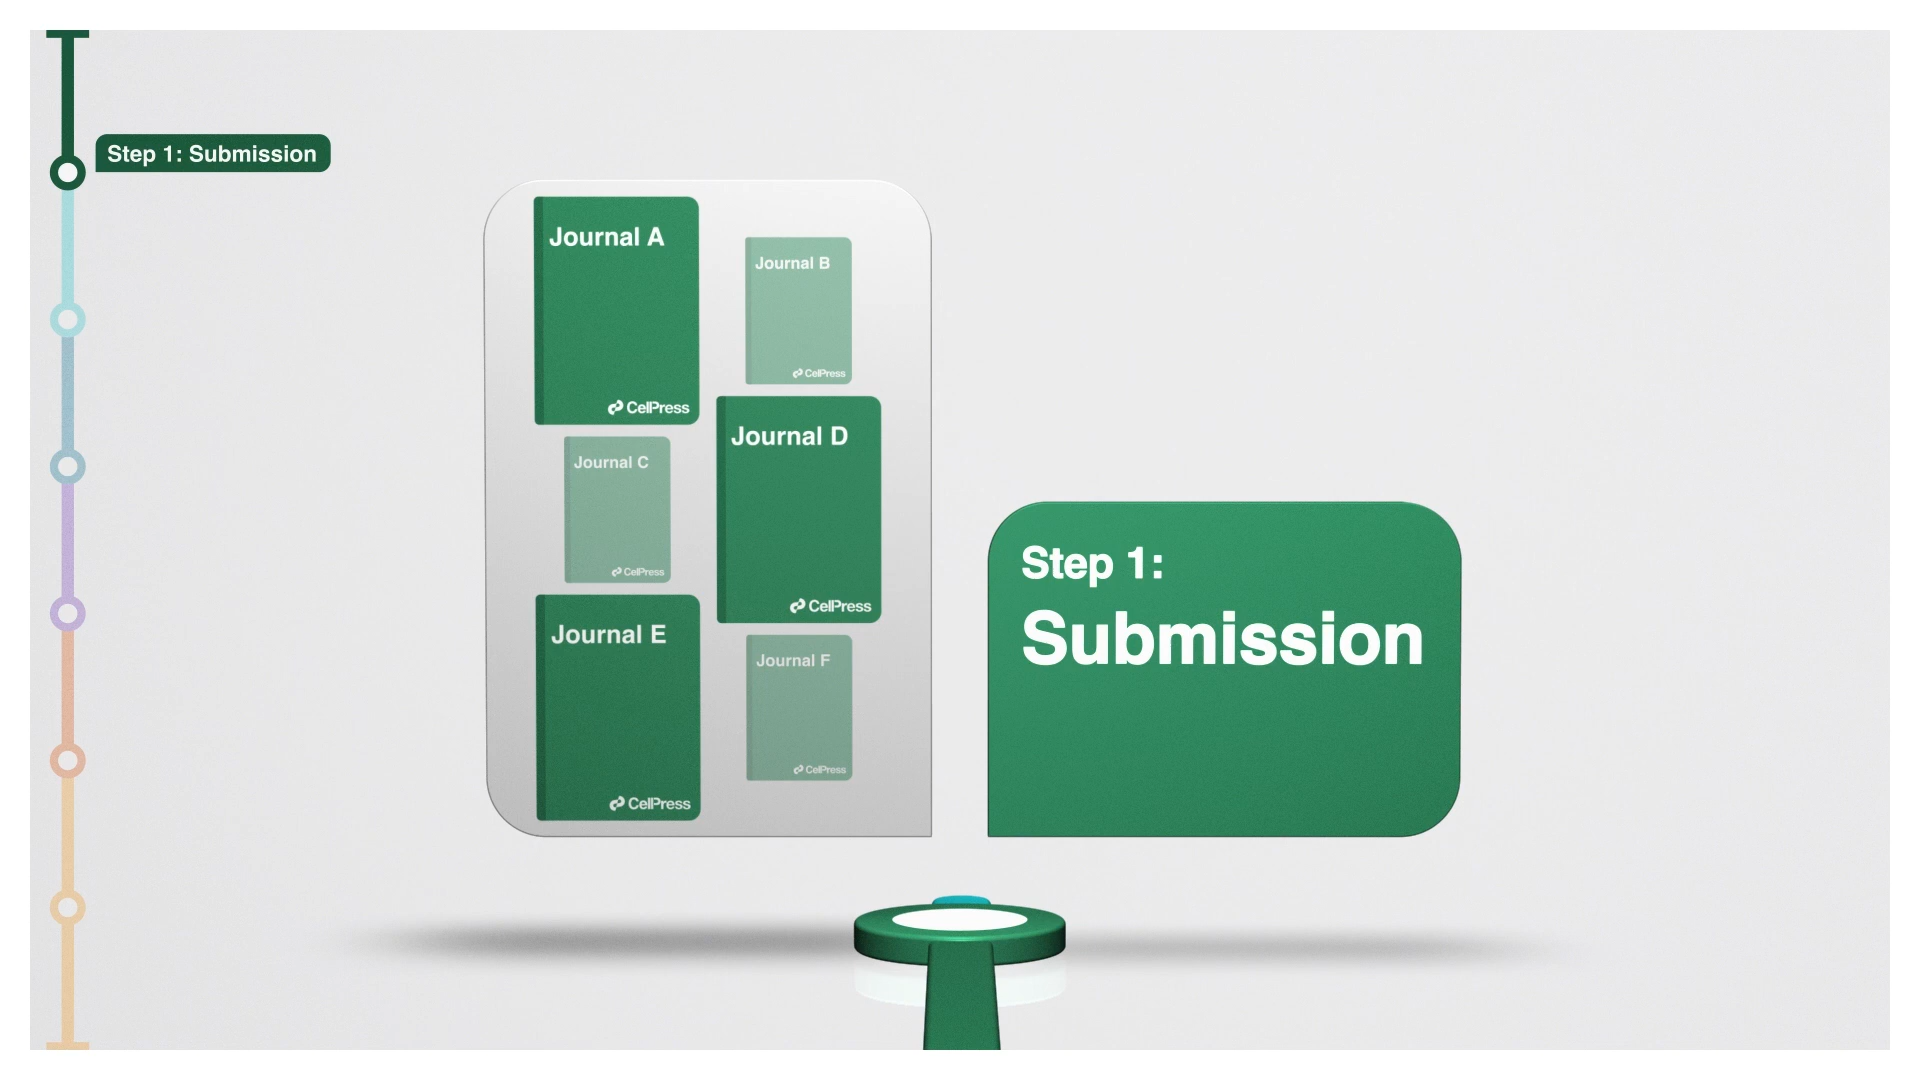 Step 1: Submission
Journal A
CellPress
Journal B
CellPress
Journal C
CellPress
Journal D
CellPress
Journal E
CellPress
Journal F
CellPress
Step 1:
Submission